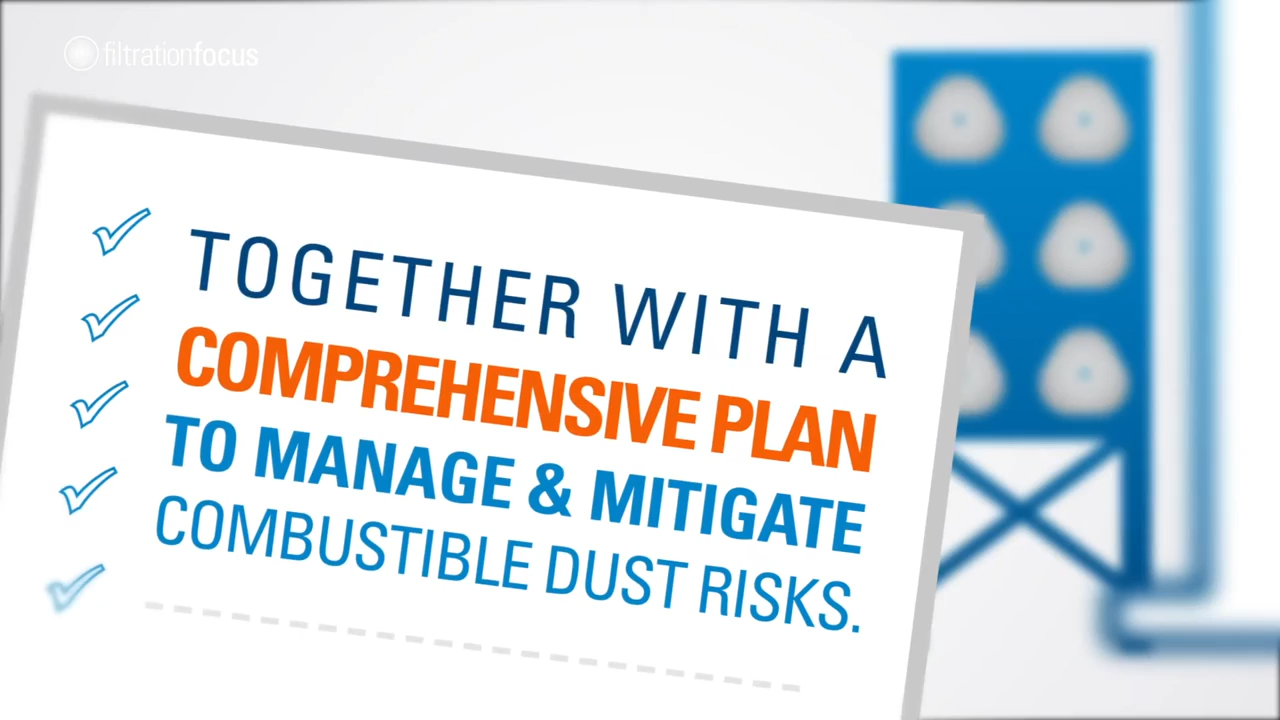 filtrationfocus
TOGETHER WITH A
COMPREHENSIVE PLAN
TO MANAGE & MITIGATE
COMBUSTIBLE DUST RISKS.